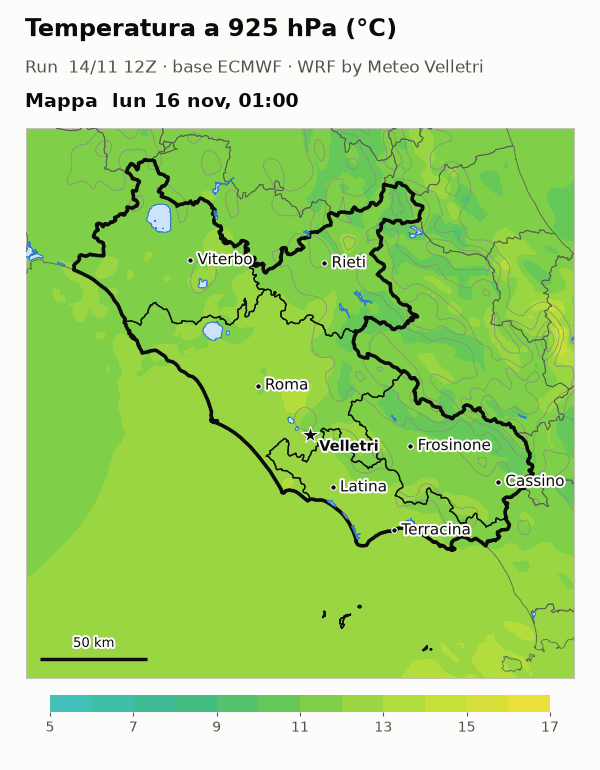 Temperatura a 925 hPa (°C)
Run  14/11 12Z · base ECMWF · WRF by Meteo Velletri
Mappa  lun 16 nov, 01:00
Viterbo
Rieti
Roma
Velletri
Frosinone
Cassino
Latina
Terracina
50 km
5 7 9 11 13 15 17